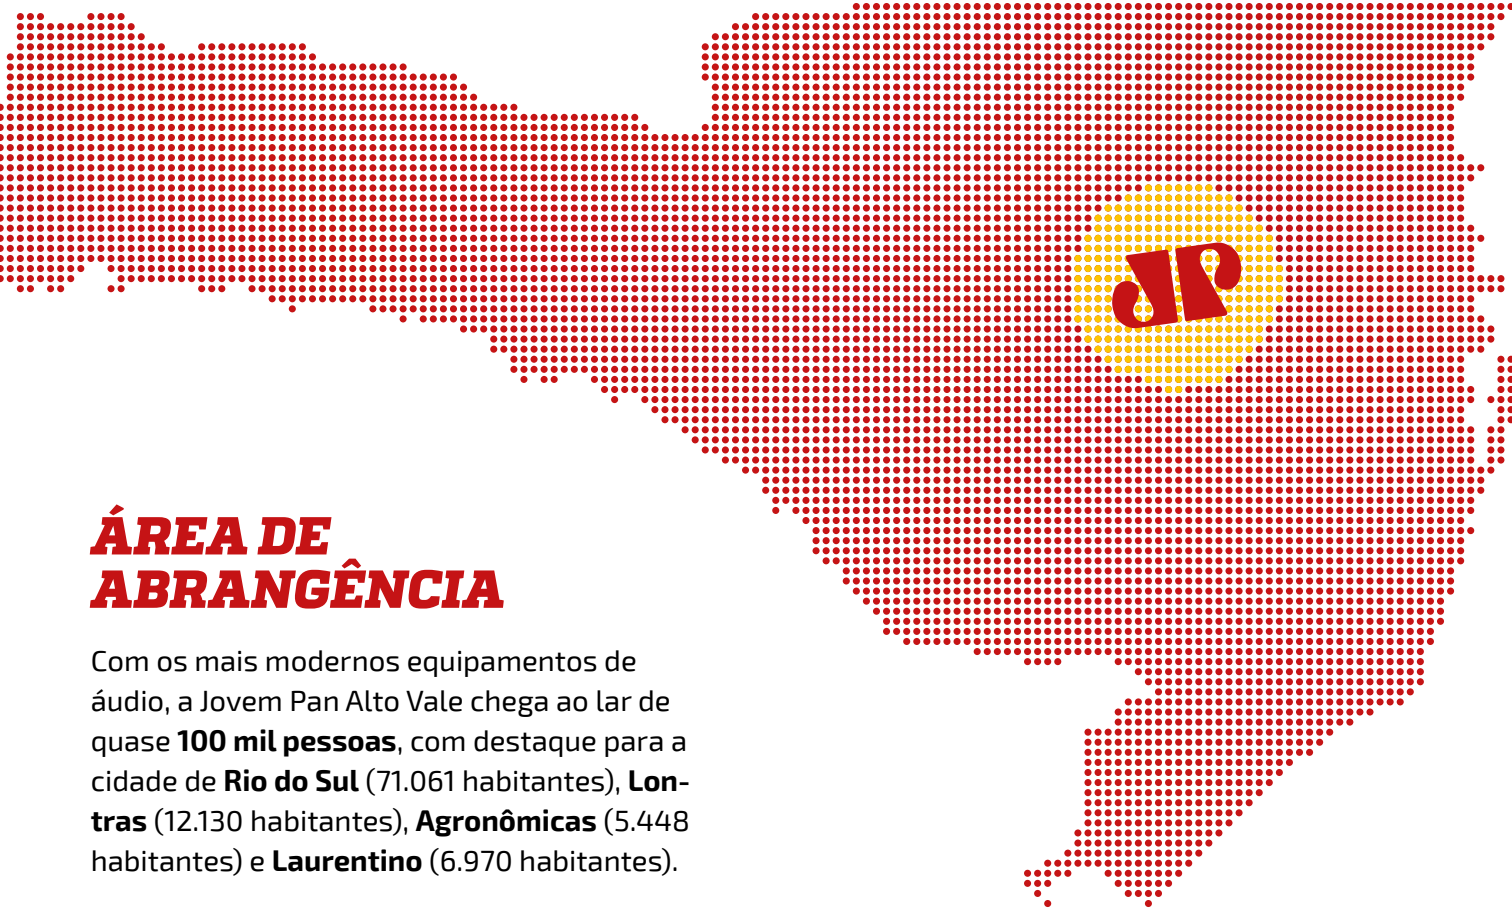 JP
ÁREA DE
ABRANGÊNCIA
Com os mais modernos equipamentos de
áudio, a Jovem Pan Alto Vale chega ao lar de
quase 100 mil pessoas, com destaque para a
cidade de Rio do Sul (71.061 habitantes), Lon-
tras (12.130 habitantes), Agronômicas (5.448
habitantes) e Laurentino (6.970 habitantes).